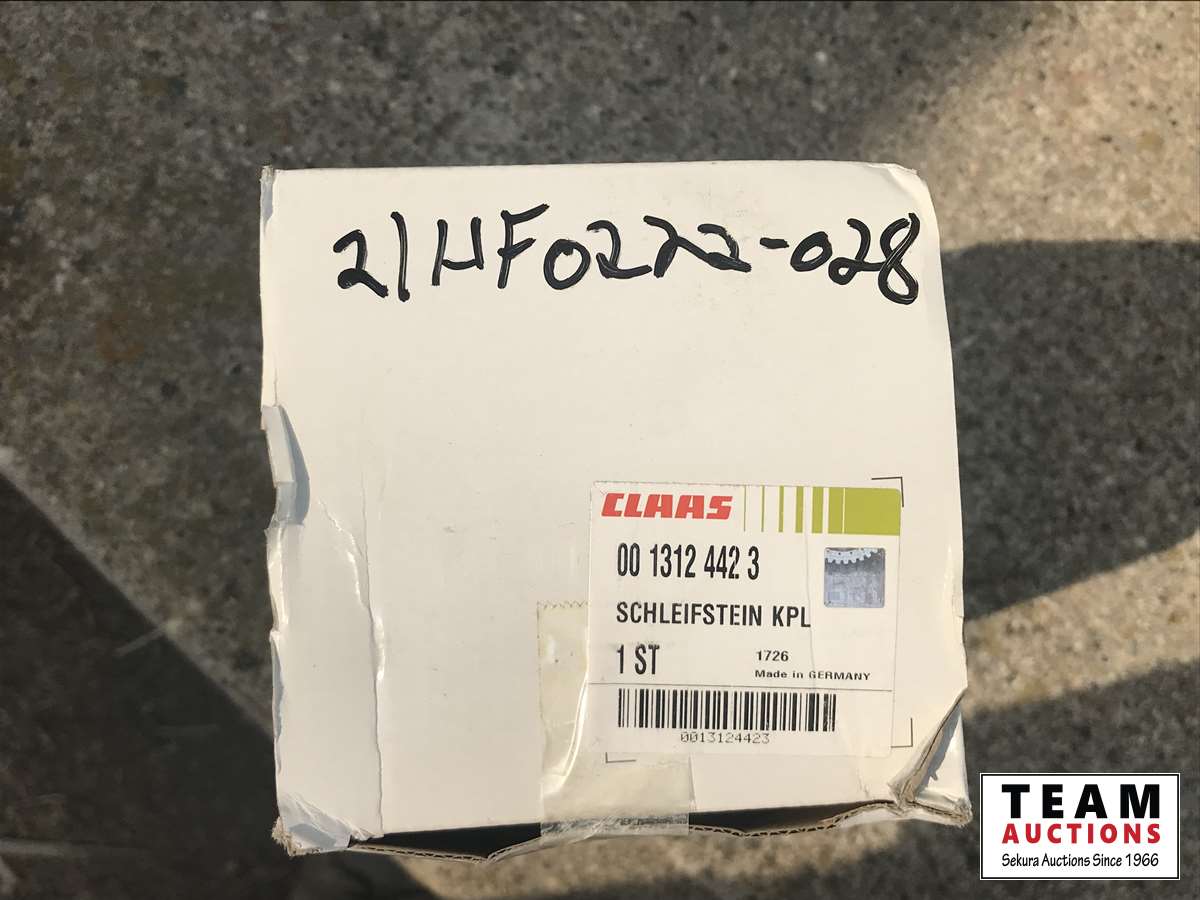 21HF0222-028
CLAAS
00 1312 442 3
SCHLEIFSTEIN KPL
1 ST
1726
Made in GERMANY
0013124423
TEAM
AUCTIONS
Sekura Auctions Since 1966